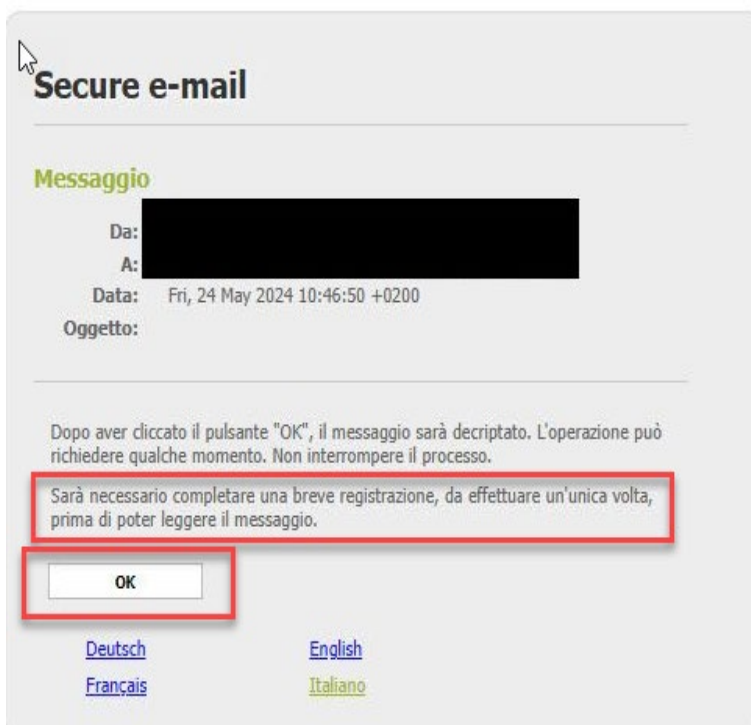 Secure e-mail
Messaggio
Da:
A:
Data: Fri, 24 May 2024 10:46:50 +0200
Oggetto:
Dopo aver cliccato il pulsante "OK", il messaggio sarà decriptato. L'operazione può
richiedere qualche momento. Non interrompere il processo.
Sarà necessario completare una breve registrazione, da effettuare un'unica volta,
prima di poter leggere il messaggio.
OK
Deutsch English
Français Italiano